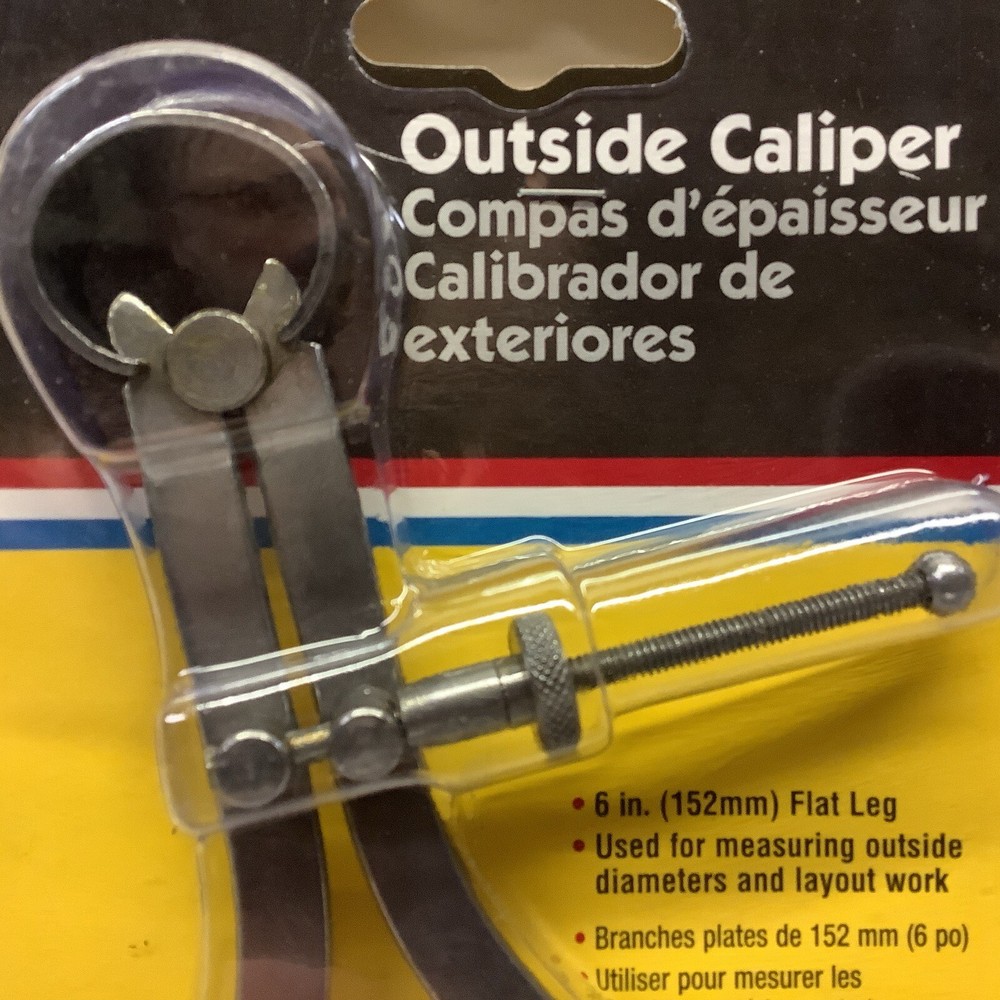 Outside Caliper
Compas d'épaisseur
Calibrador de
exteriores
• 6 in. (152mm) Flat Leg
• Used for measuring outside
diameters and layout work
• Branches plates de 152 mm (6 po)
• Utiliser pour mesurer les